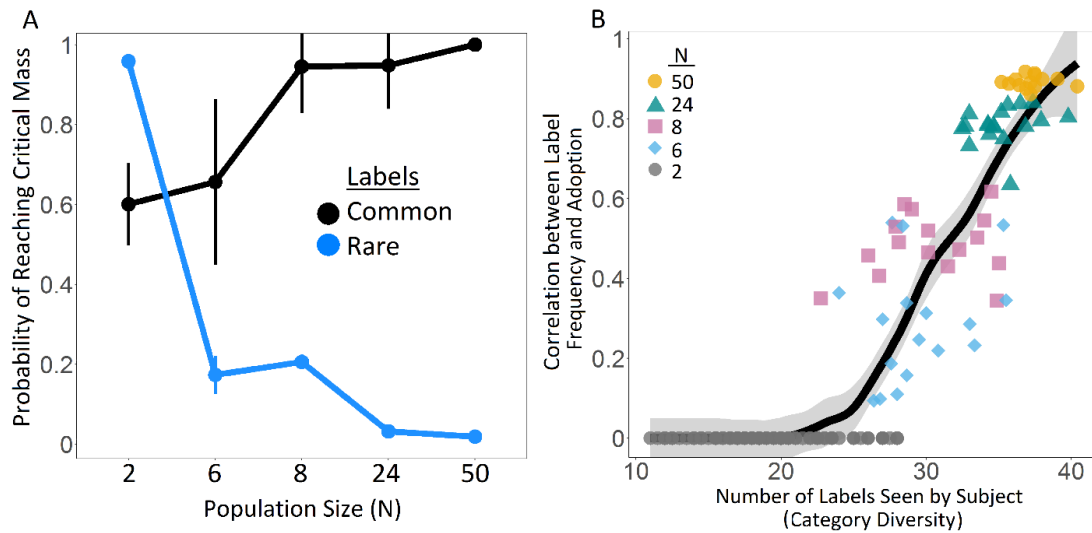 A
Probability of Reaching Critical Mass
1
0.8
0.6
0.4
0.2
0
Labels
Common
Rare
2 6 8 24 50
Population Size (N)
B
Correlation between Label
Frequency and Adoption
1
0.8
0.6
0.4
0.2
0
N
50
24
8
6
2
10 20 30 40
Number of Labels Seen by Subject
(Category Diversity)